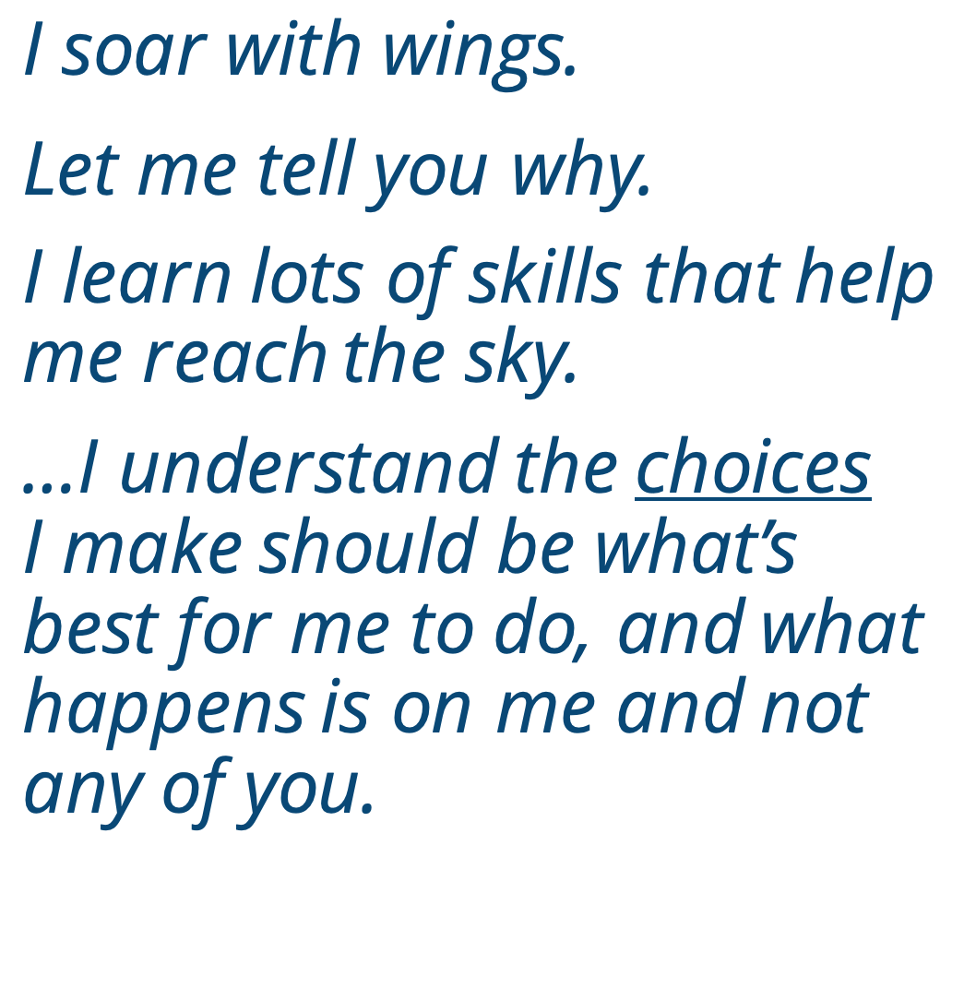 I soar with wings.
Let me tell you why.
I learn lots of skills that help
me reach the sky.
...I understand the choices
I make should be what’s
best for me to do, and what
happens is on me and not
any of you.